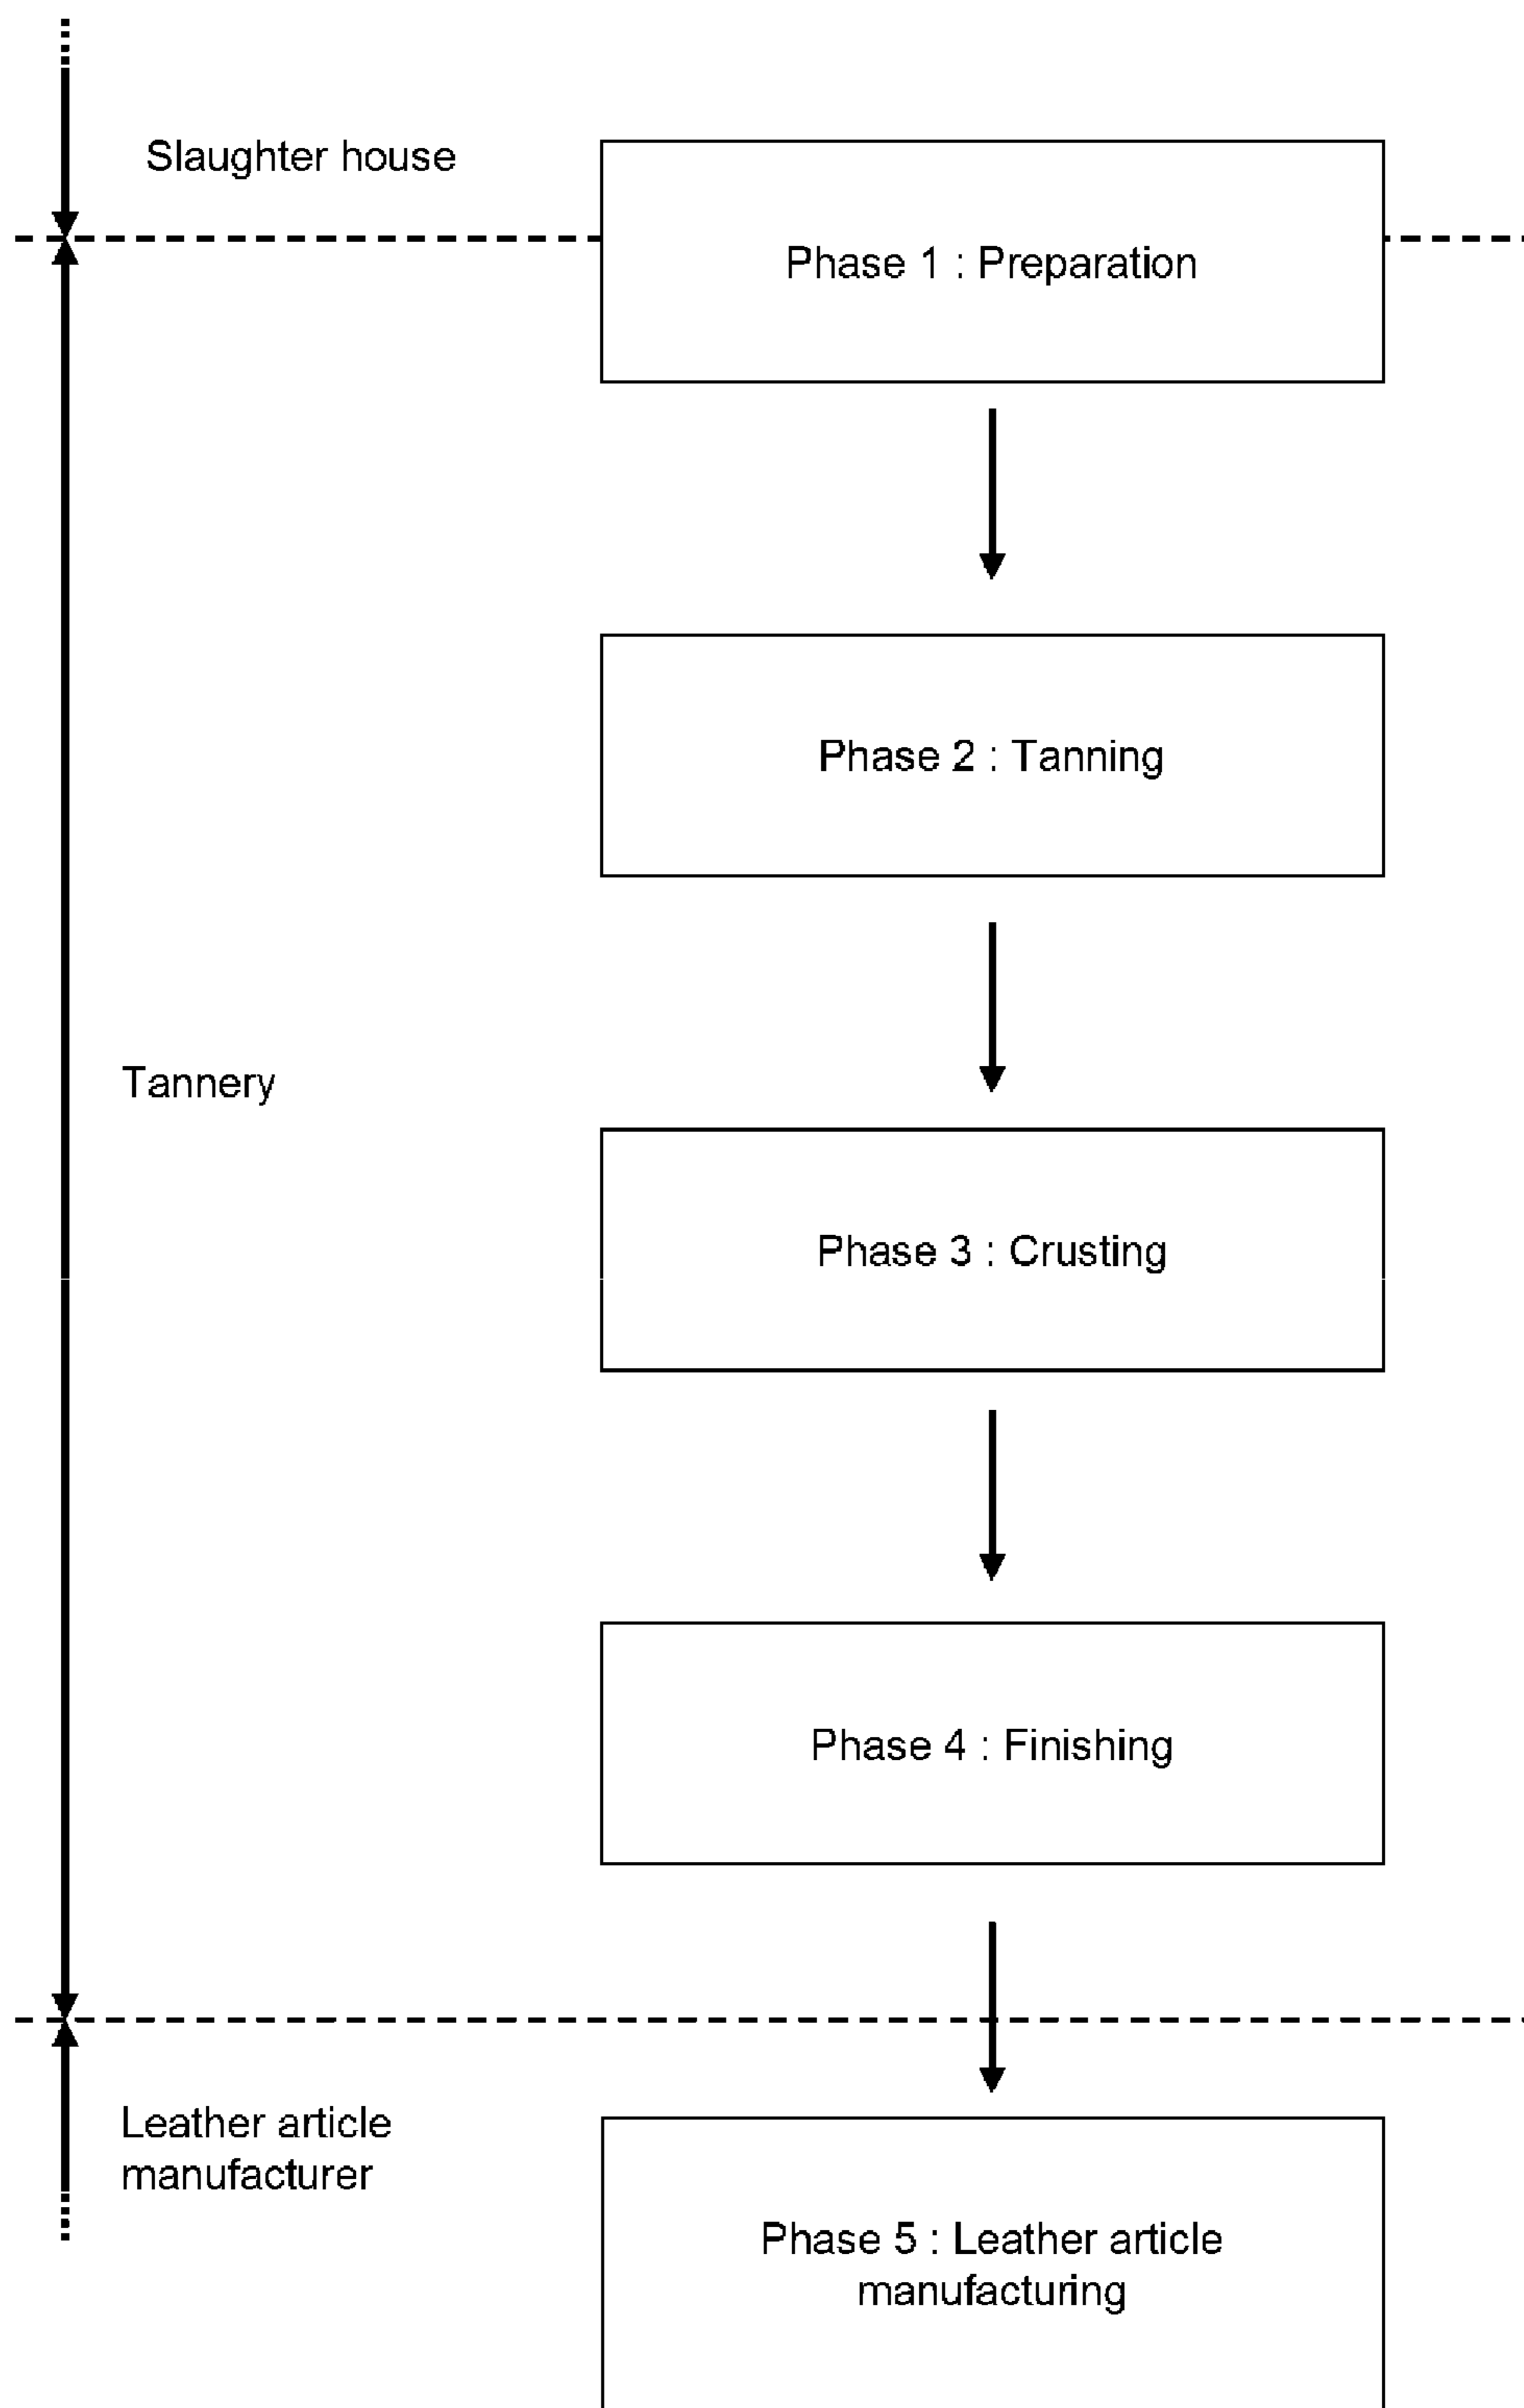 Slaughter house
Phase 1 : Preparation
Phase 2 : Tanning
Tannery
Phase 3 : Crusting
Phase 4 : Finishing
Leather article
manufacturer
Phase 5 : Leather article
manufacturing